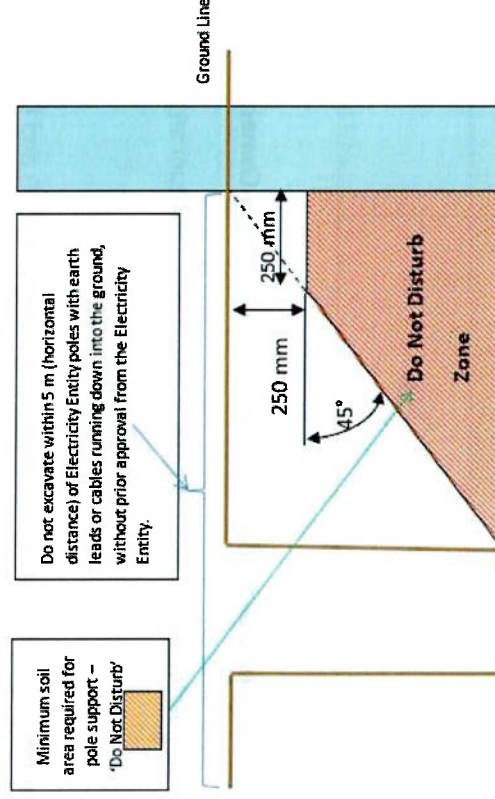 Minimum soil
area required for
pole support –
'Do Not Disturb'
Do not excavate within 5 m (horizontal
distance) of Electricity Entity poles with earth
leads or cables running down into the ground,
without prior approval from the Electricity
Entity.
Ground Line
250 mm
250 mm
45°
Do Not Disturb
Zone